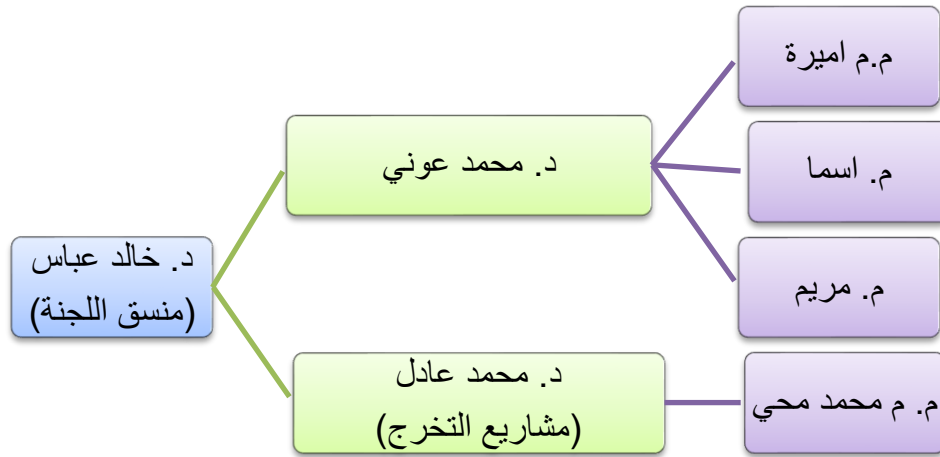 م.م اميرة
د. محمد عوني
م. اسما
د. خالد عباس
(منسق اللجنة)
م. مريم
د. محمد عادل
(مشاريع التخرج)
م. م محمد محي